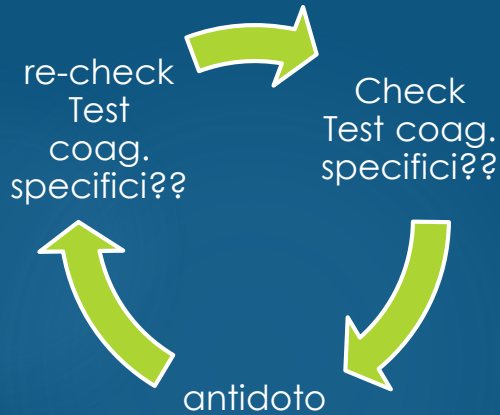 re-check
Test
coag.
specifici??
Check
Test coag.
specifici??
antidoto